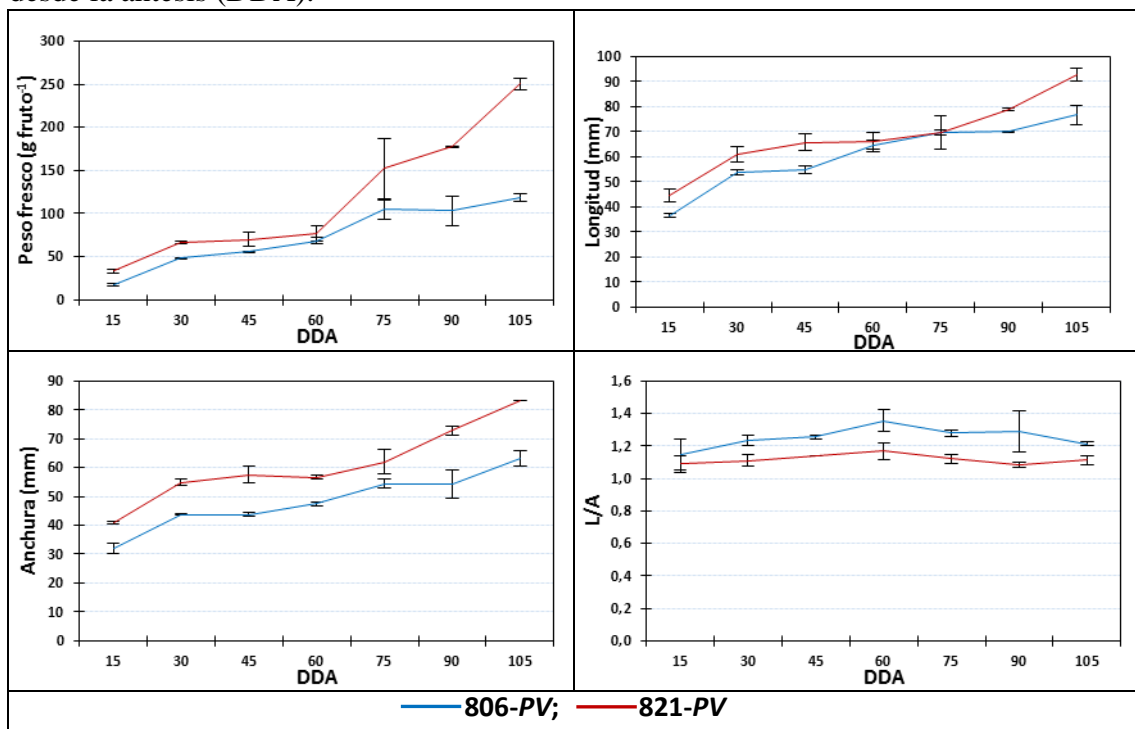 desde la antesis (DDA).
Peso fresco (g fruto⁻¹)
300
250
200
150
100
50
0
15 30 45 60 75 90 105
DDA
Longitud (mm)
100
90
80
70
60
50
40
30
20
10
0
15 30 45 60 75 90 105
DDA
Anchura (mm)
90
80
70
60
50
40
30
20
10
0
15 30 45 60 75 90 105
DDA
L/A
1,6
1,4
1,2
1,0
0,8
0,6
0,4
0,2
0,0
15 30 45 60 75 90 105
DDA
806-PV; 821-PV